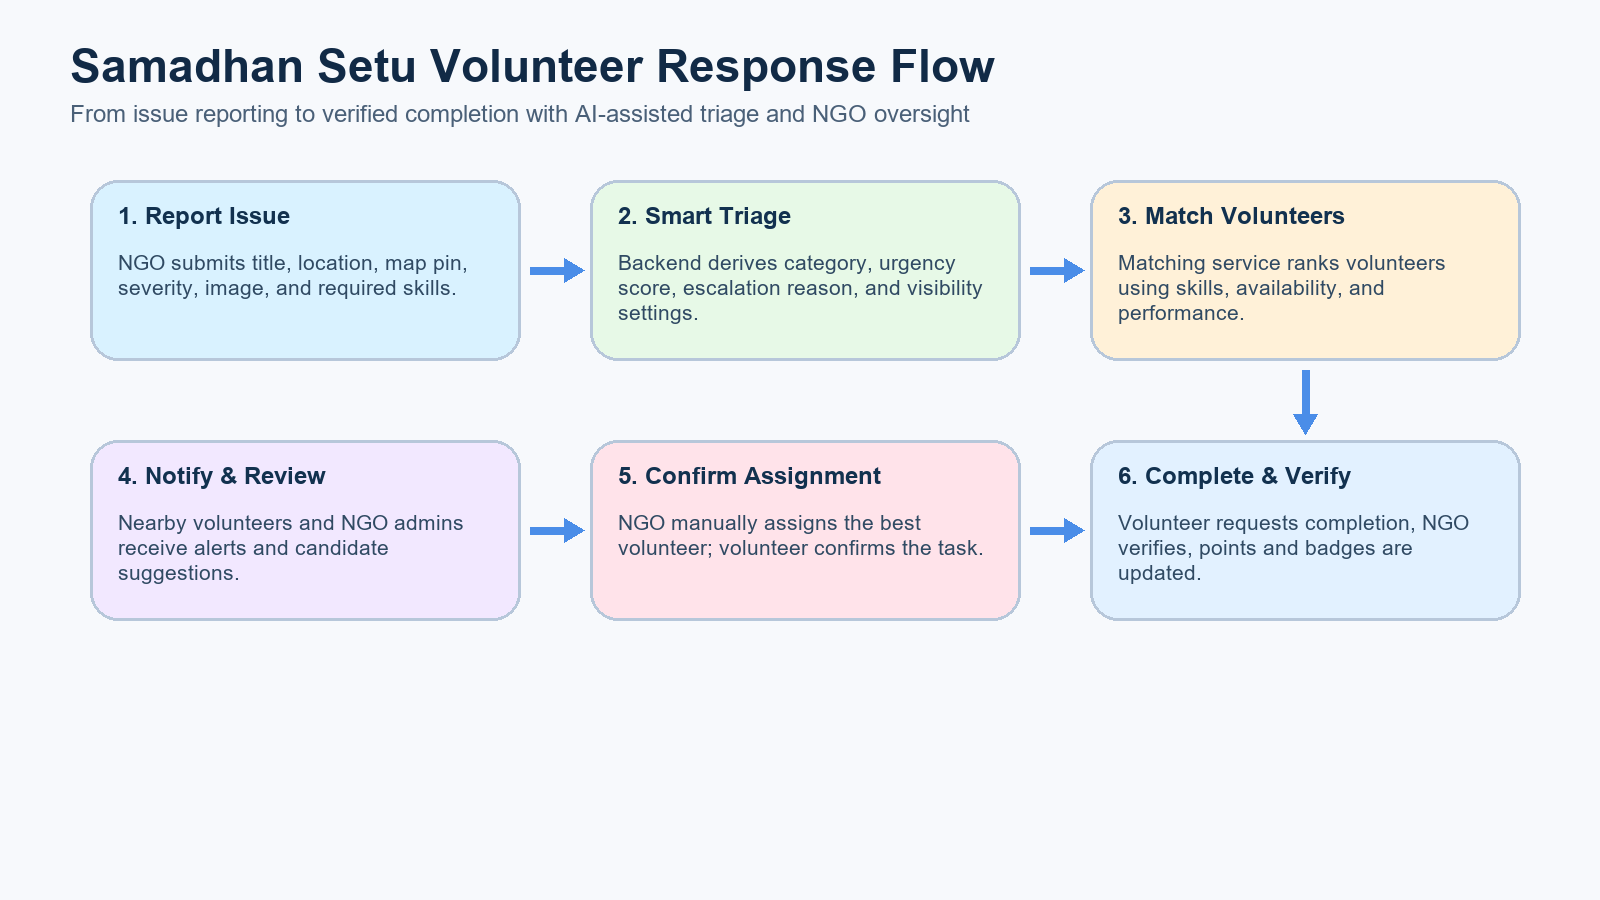 Samadhan Setu Volunteer Response Flow
From issue reporting to verified completion with AI-assisted triage and NGO oversight
1. Report Issue
NGO submits title, location, map pin,
severity, image, and required skills.
2. Smart Triage
Backend derives category, urgency
score, escalation reason, and visibility
settings.
3. Match Volunteers
Matching service ranks volunteers
using skills, availability, and
performance.
4. Notify & Review
Nearby volunteers and NGO admins
receive alerts and candidate
suggestions.
5. Confirm Assignment
NGO manually assigns the best
volunteer; volunteer confirms the task.
6. Complete & Verify
Volunteer requests completion, NGO
verifies, points and badges are
updated.